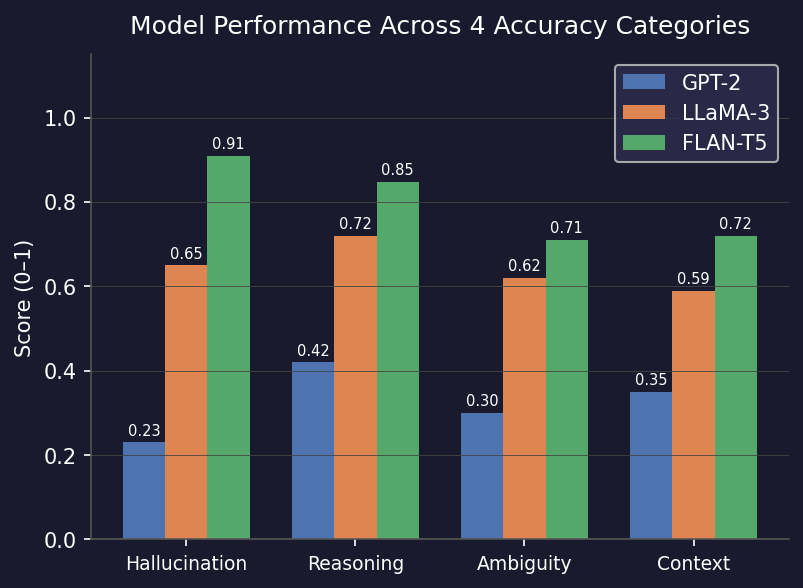 Model Performance Across 4 Accuracy Categories
GPT-2
LLaMA-3
FLAN-T5
Score (0–1)
1.0
0.8
0.6
0.4
0.2
0.0
0.23
0.65
0.91
0.42
0.72
0.85
0.30
0.62
0.71
0.35
0.59
0.72
Hallucination
Reasoning
Ambiguity
Context